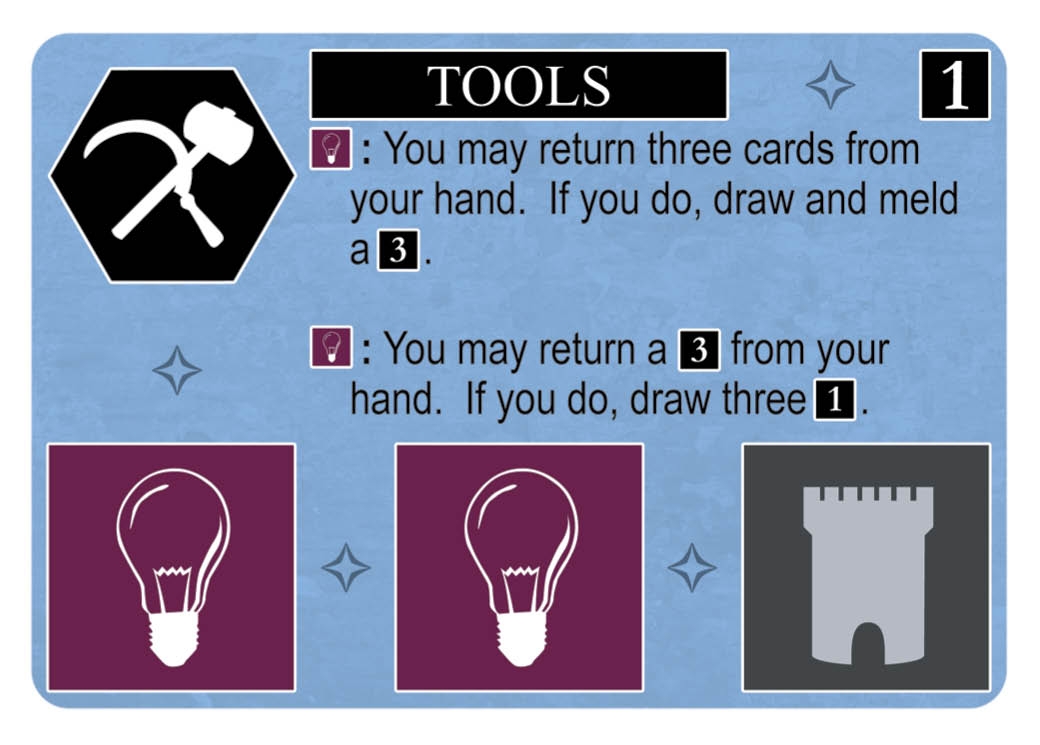 TOOLS 1
: You may return three cards from
your hand. If you do, draw and meld
a 3 .
: You may return a 3 from your
hand. If you do, draw three 1 .